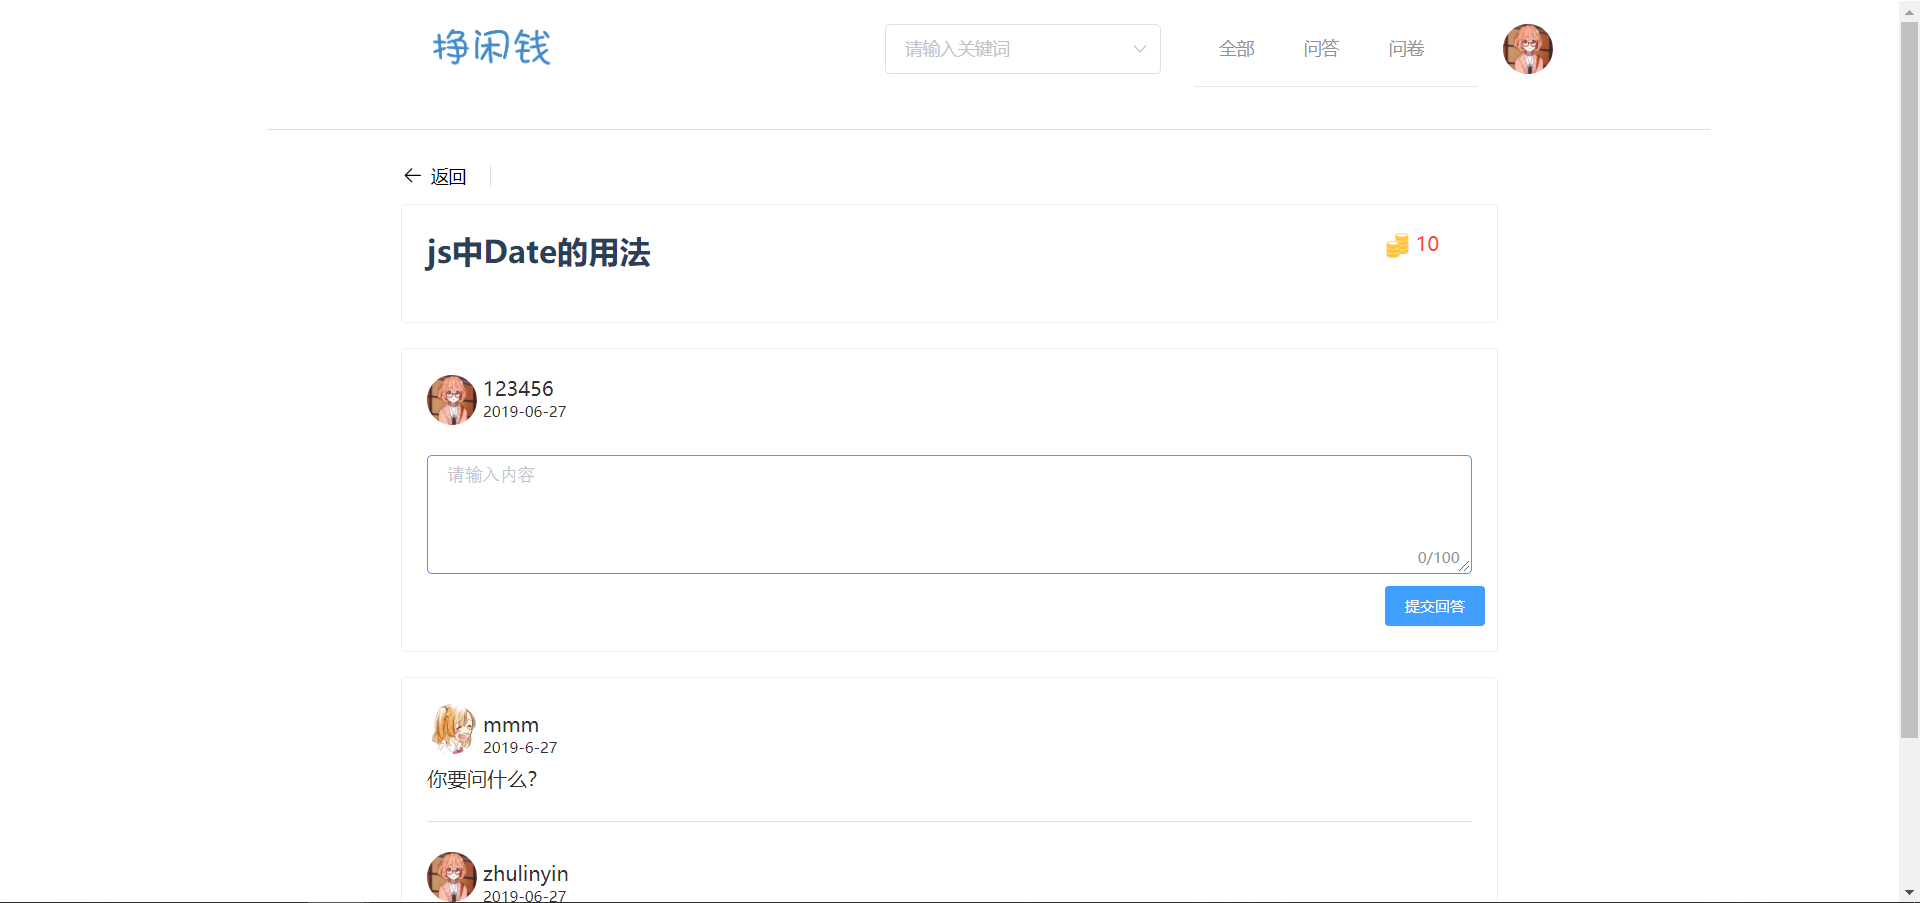 挣闲钱
请输入关键词
全部 问答 问卷
返回
js中Date的用法
10
123456
2019-06-27
请输入内容
0/100
提交回答
mmm
2019-6-27
你要问什么?
zhulinyin
2019-06-27